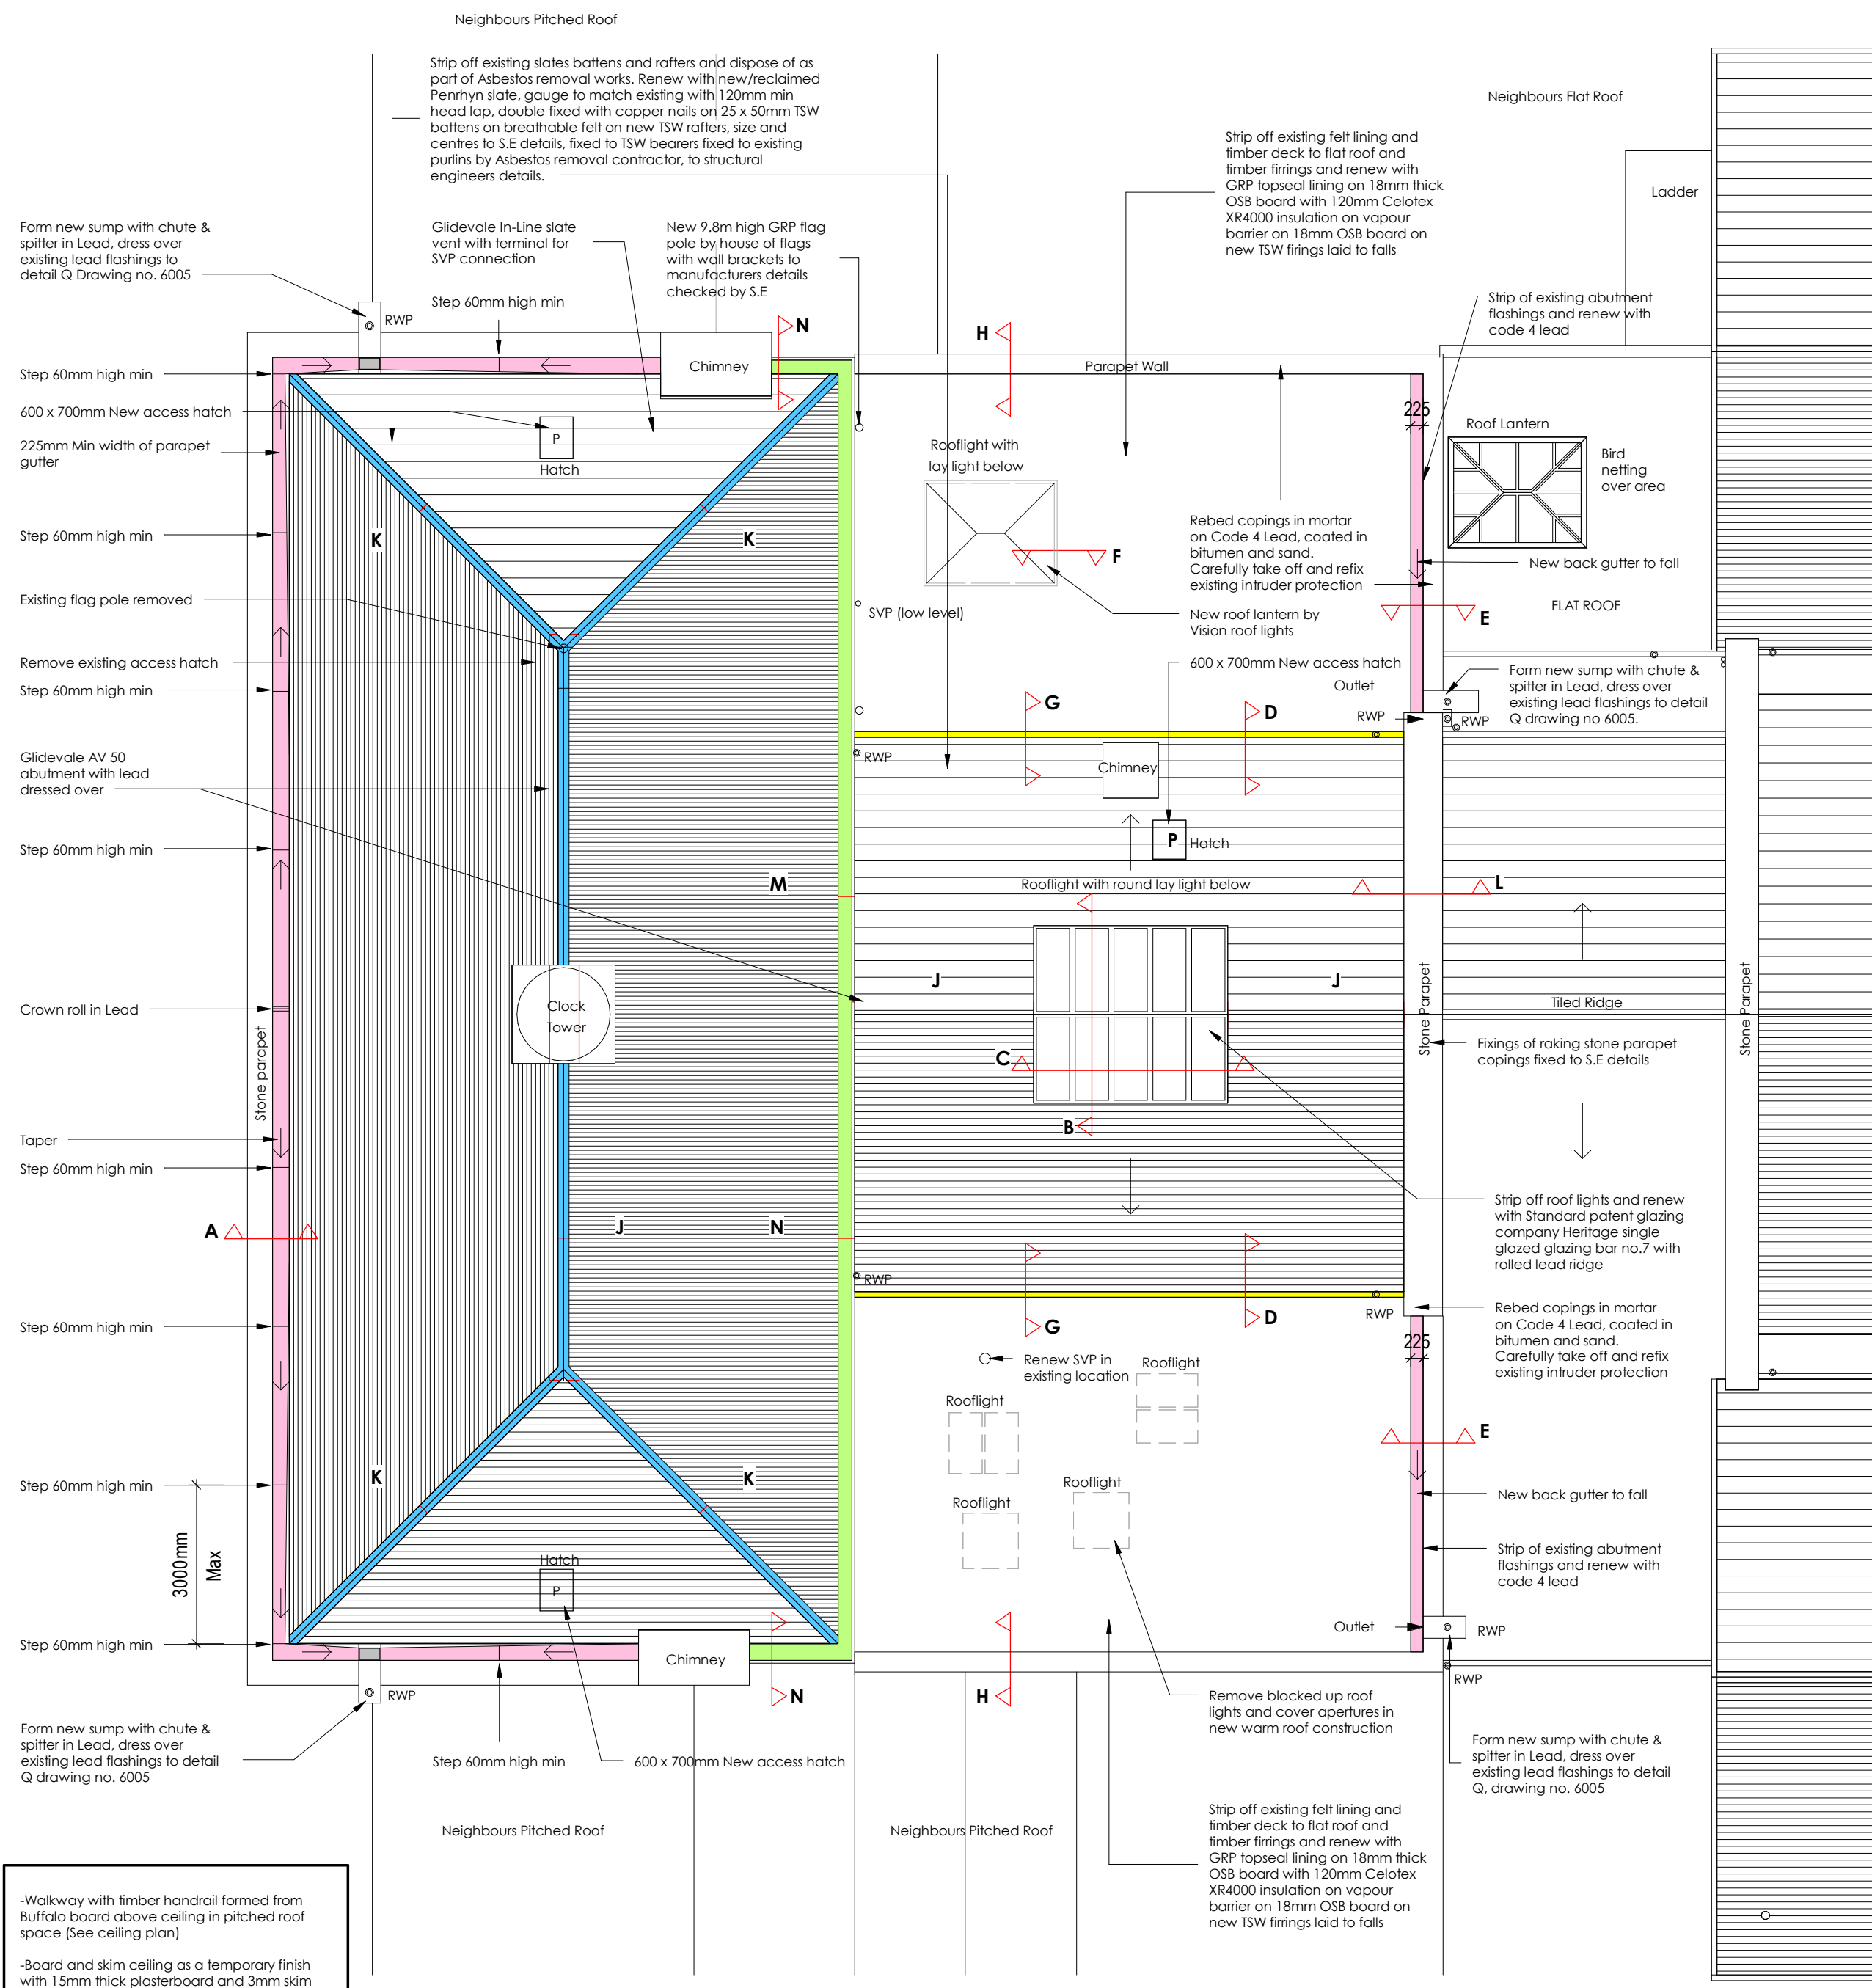 Neighbours Pitched Roof
Strip off existing slates battens and rafters and dispose of as
part of Asbestos removal works. Renew with new/reclaimed
Penrhyn slate, gauge to match existing with 120mm min
head lap, double fixed with copper nails on 25 x 50mm TSW
battens on breathable felt on new TSW rafters, size and
centres to S.E details, fixed to TSW bearers fixed to existing
purlins by Asbestos removal contractor, to structural
engineers details.
Neighbours Flat Roof
Strip off existing felt lining and
timber deck to flat roof and
timber firrings and renew with
GRP topseal lining on 18mm thick
OSB board with 120mm Celotex
XR4000 insulation on vapour
barrier on 18mm OSB board on
new TSW firings laid to falls
Ladder
Form new sump with chute &
spitter in Lead, dress over
existing lead flashings to
detail Q Drawing no. 6005
Glidevale In-Line slate
vent with terminal for
SVP connection
New 9.8m high GRP flag
pole by house of flags
with wall brackets to
manufacturers details
checked by S.E
Step 60mm high min
Strip of existing abutment
flashings and renew with
code 4 lead
RWP
N
H
Chimney
Parapet Wall
Step 60mm high min
600 x 700mm New access hatch
225mm Min width of parapet
gutter
P
Hatch
225
Rooflight with
lay light below
Roof Lantern
Bird
netting
over area
Step 60mm high min
K
K
F
Rebed copings in mortar
on Code 4 Lead, coated in
bitumen and sand.
Carefully take off and refix
existing intruder protection
New back gutter to fall
Existing flag pole removed
SVP (low level)
New roof lantern by
Vision roof lights
FLAT ROOF
E
Remove existing access hatch
Step 60mm high min
600 x 700mm New access hatch
Outlet
Form new sump with chute &
spitter in Lead, dress over
existing lead flashings to detail
Q drawing no 6005.
G
D
RWP
RWP
Glidevale AV 50
abutment with lead
dressed over
RWP
Chimney
Step 60mm high min
P
Hatch
M
Rooflight with round lay light below
L
J
J
Stone Parapet
Stone Parapet
Crown roll in Lead
Clock
Tower
Tiled Ridge
Stone parapet
C
Fixings of raking stone parapet
copings fixed to S.E details
Taper
B
Step 60mm high min
Strip off roof lights and renew
with Standard patent glazing
company Heritage single
glazed glazing bar no.7 with
rolled lead ridge
A
J
N
RWP
Step 60mm high min
G
D
RWP
Rebed copings in mortar
on Code 4 Lead, coated in
bitumen and sand.
Carefully take off and refix
existing intruder protection
225
Renew SVP in
existing location
Rooflight
Rooflight
E
Step 60mm high min
K
K
Rooflight
Rooflight
New back gutter to fall
3000mm
Max
Hatch
P
Strip of existing abutment
flashings and renew with
code 4 lead
Step 60mm high min
Outlet
RWP
Chimney
RWP
N
H
RWP
Remove blocked up roof
lights and cover apertures in
new warm roof construction
Form new sump with chute &
spitter in Lead, dress over
existing lead flashings to detail
Q drawing no. 6005
Step 60mm high min
600 x 700mm New access hatch
Form new sump with chute &
spitter in Lead, dress over
existing lead flashings to detail
Q, drawing no. 6005
Neighbours Pitched Roof
Neighbours Pitched Roof
Strip off existing felt lining and
timber deck to flat roof and
timber firrings and renew with
GRP topseal lining on 18mm thick
OSB board with 120mm Celotex
XR4000 insulation on vapour
barrier on 18mm OSB board on
new TSW firrings laid to falls
-Walkway with timber handrail formed from
Buffalo board above ceiling in pitched roof
space (See ceiling plan)
-Board and skim ceiling as a temporary finish
with 15mm thick plasterboard and 3mm skim